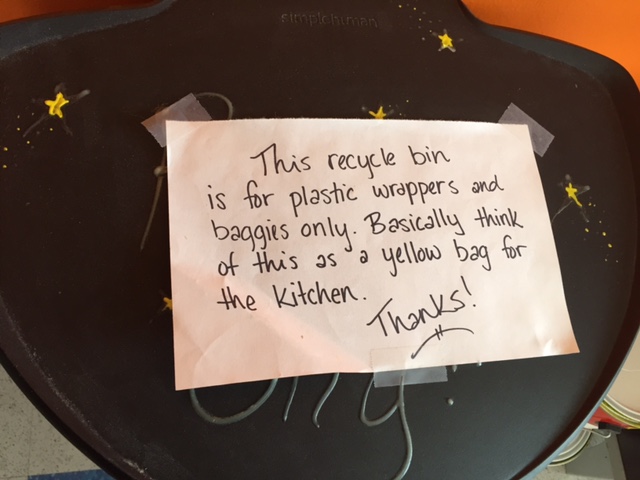 simplehuman
This recycle bin
is for plastic wrappers and
baggies only. Basically think
of this as a yellow bag for
the kitchen.
Thanks!